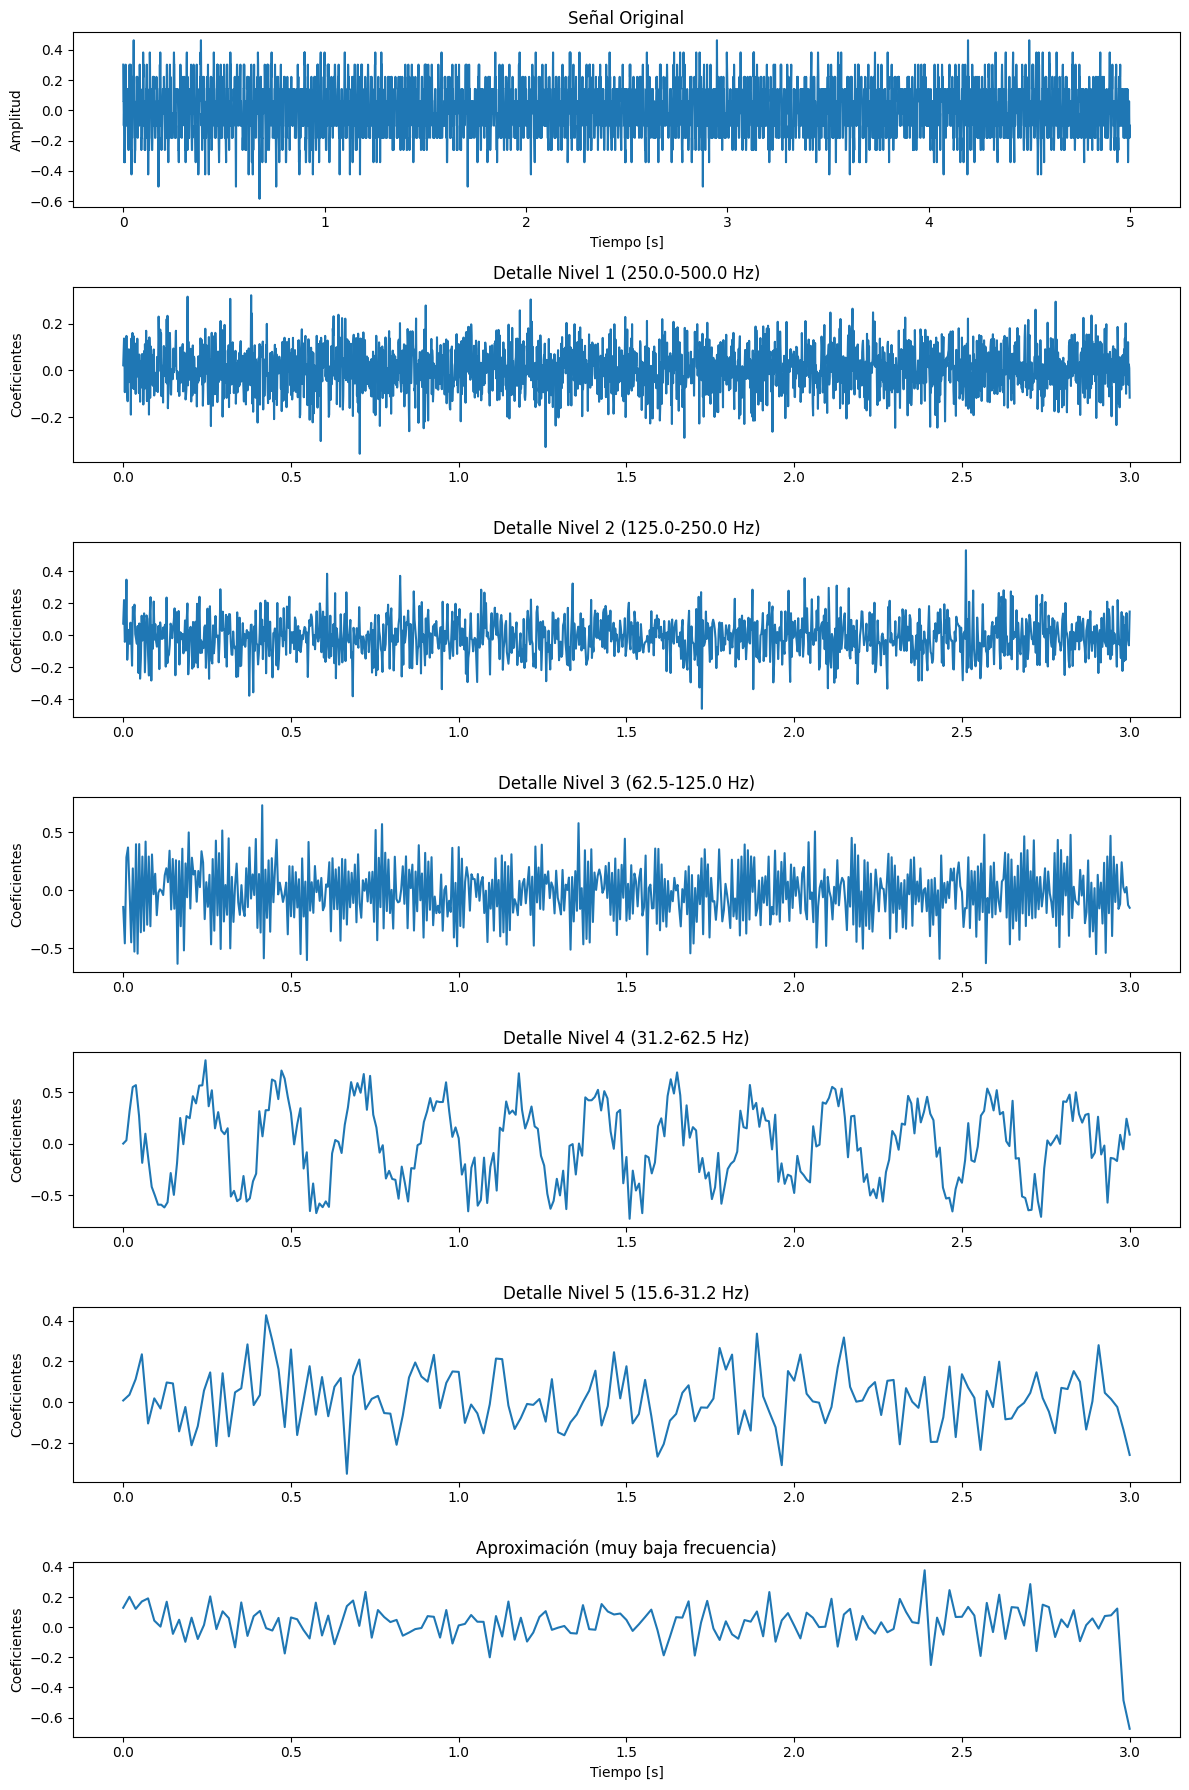 Señal Original
0.4
0.2
0.0
−0.2
−0.4
−0.6
Amplitud
0 1 2 3 4 5
Tiempo [s]
Detalle Nivel 1 (250.0-500.0 Hz)
0.2
0.0
−0.2
Coeficientes
0.0 0.5 1.0 1.5 2.0 2.5 3.0
Detalle Nivel 2 (125.0-250.0 Hz)
0.4
0.2
0.0
−0.2
−0.4
Coeficientes
0.0 0.5 1.0 1.5 2.0 2.5 3.0
Detalle Nivel 3 (62.5-125.0 Hz)
0.5
0.0
−0.5
Coeficientes
0.0 0.5 1.0 1.5 2.0 2.5 3.0
Detalle Nivel 4 (31.2-62.5 Hz)
0.5
0.0
−0.5
Coeficientes
0.0 0.5 1.0 1.5 2.0 2.5 3.0
Detalle Nivel 5 (15.6-31.2 Hz)
0.4
0.2
0.0
−0.2
Coeficientes
0.0 0.5 1.0 1.5 2.0 2.5 3.0
Aproximación (muy baja frecuencia)
0.4
0.2
0.0
−0.2
−0.4
−0.6
Coeficientes
0.0 0.5 1.0 1.5 2.0 2.5 3.0
Tiempo [s]